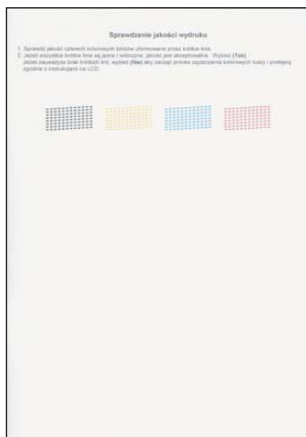 Sprawdzenie jakości wydruku
1. Sprawdź jakość czterech kolorowych bloków uformowane przez krótkie linie.
2. Jeżeli wszystkie krótkie linie są jasne i widoczne, jakość jest akceptowalna. Wybierz (Tak)
Jeżeli zauważysz brak krótkich linii, wybierz (Nie) aby zacząć proces czyszczenia kolorowych tuszy i postępuj
zgodnie z instrukcjami na LCD.